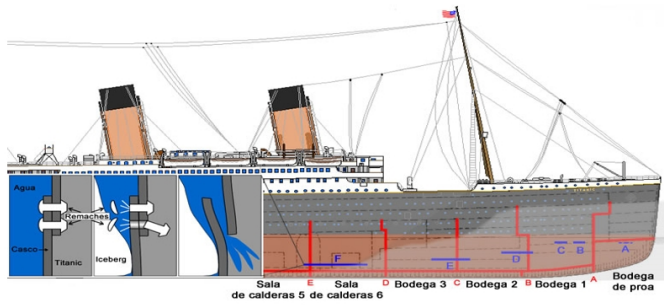 Agua
Remaches
Casco
Titanic
Iceberg
F
E
D
C
B
A
E
D
C
B
A
Sala
de calderas 5
Sala
de calderas 6
Bodega 3
Bodega 2
Bodega 1
Bodega
de proa